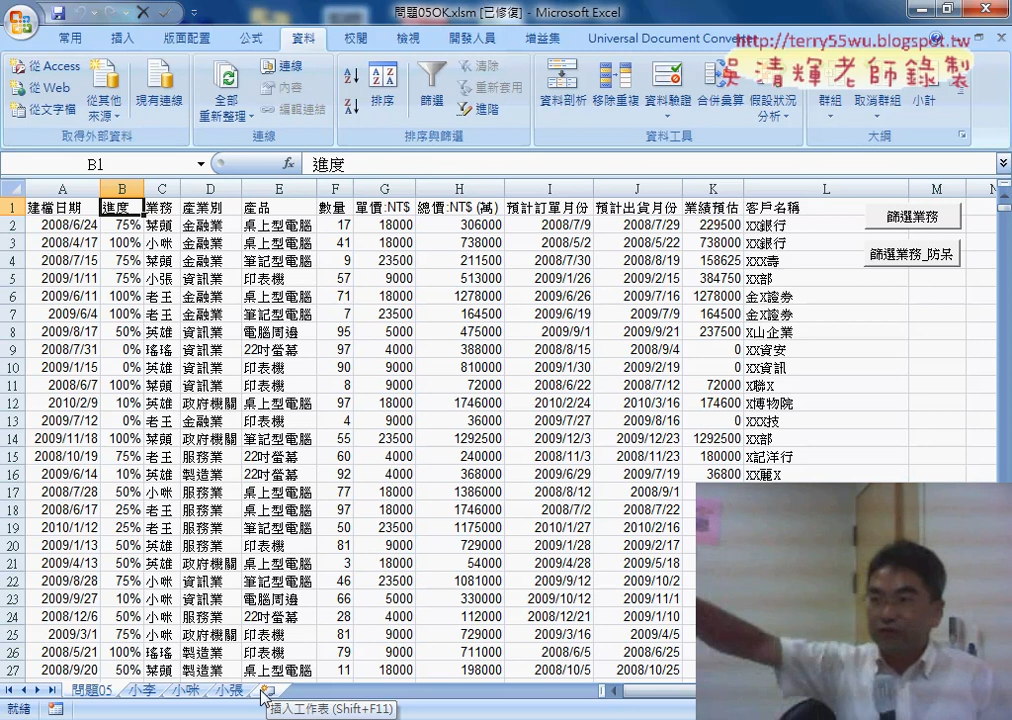 問題05OK.xlsm [已修復] - Microsoft Excel
常用 插入 版面配置 公式 資料 校閱 檢視 開發人員 增益集 Universal Document Conve
http://terry55wu.blogspot.tw
吳清輝老師錄製
從 Access 從 Web 從文字檔 從其他來源 現有連線 全部重新整理 連線 內容 編輯連結 排序 篩選 清除 重新套用 進階 資料剖析 移除重複 資料驗證 合併彙算 假設狀況分析 群組 取消群組 小計
取得外部資料 連線 排序與篩選 資料工具 大綱
B1 fx 進度
A B C D E F G H I J K L M N
1 建檔日期 進度 業務 產業別 產品 數量 單價:NT$ 總價:NT$ (萬) 預計訂單月份 預計出貨月份 業績預估 客戶名稱
篩選業務
篩選業務_防呆
2 2008/6/24 75% 葉頭 金融業 桌上型電腦 17 18000 306000 2008/7/9 2008/7/29 229500 XX銀行
3 2008/4/17 100% 小咪 金融業 桌上型電腦 41 18000 738000 2008/5/2 2008/5/22 738000 XX銀行
4 2008/7/15 75% 葉頭 金融業 筆記型電腦 9 23500 211500 2008/7/30 2008/8/19 158625 XXX壽
5 2009/1/11 75% 小張 資訊業 印表機 57 9000 513000 2009/1/26 2009/2/15 384750 XX部
6 2009/6/11 100% 老王 金融業 桌上型電腦 71 18000 1278000 2009/6/26 2009/7/16 1278000 金X證券
7 2009/6/4 100% 老王 金融業 筆記型電腦 7 23500 164500 2009/6/19 2009/7/9 164500 金X證券
8 2009/8/17 50% 英雄 資訊業 電腦周邊 95 5000 475000 2009/9/1 2009/9/21 237500 X山企業
9 2008/7/31 0% 瑤瑤 資訊業 22吋螢幕 97 4000 388000 2008/8/15 2008/9/4 0 XX資安
10 2009/1/15 0% 英雄 資訊業 印表機 90 9000 810000 2009/1/30 2009/2/19 0 XX資訊
11 2008/6/7 100% 葉頭 資訊業 印表機 8 9000 72000 2008/6/22 2008/7/12 72000 X聯X
12 2010/2/9 10% 英雄 政府機關 桌上型電腦 97 18000 1746000 2010/2/24 2010/3/16 174600 X博物院
13 2009/7/12 0% 老王 金融業 印表機 4 9000 36000 2009/7/27 2009/8/16 0 XXX技
14 2009/11/18 100% 葉頭 政府機關 筆記型電腦 55 23500 1292500 2009/12/3 2009/12/23 1292500 XX部
15 2008/10/19 75% 老王 服務業 22吋螢幕 60 4000 240000 2008/11/3 2008/11/23 180000 X記洋行
16 2009/6/14 10% 英雄 製造業 22吋螢幕 92 4000 368000 2009/6/29 2009/7/19 36800 XX麗X
17 2008/7/28 50% 小咪 服務業 桌上型電腦 77 18000 1386000 2008/8/12 2008/9/1
18 2008/6/17 25% 老王 服務業 桌上型電腦 97 18000 1746000 2008/7/2 2008/7/22
19 2010/1/12 25% 老王 服務業 筆記型電腦 50 23500 1175000 2010/1/27 2010/2/16
20 2009/1/13 50% 英雄 服務業 印表機 81 9000 729000 2009/1/28 2009/2/17
21 2009/4/13 50% 英雄 政府機關 桌上型電腦 3 18000 54000 2009/4/28 2009/5/18
22 2009/8/28 75% 小咪 資訊業 筆記型電腦 46 23500 1081000 2009/9/12 2009/10/2
23 2009/9/27 10% 小咪 資訊業 電腦周邊 66 5000 330000 2009/10/12 2009/11/1
24 2008/12/6 50% 小咪 服務業 22吋螢幕 28 4000 112000 2008/12/21 2009/1/10
25 2009/3/1 75% 小咪 政府機關 印表機 81 9000 729000 2009/3/16 2009/4/5
26 2008/5/21 100% 瑤瑤 製造業 印表機 79 9000 711000 2008/6/5 2008/6/25
27 2008/9/20 50% 葉頭 製造業 桌上型電腦 11 18000 198000 2008/10/5 2008/10/25
問題05 小李 小咪 小張
就緒 插入工作表 (Shift+F11)